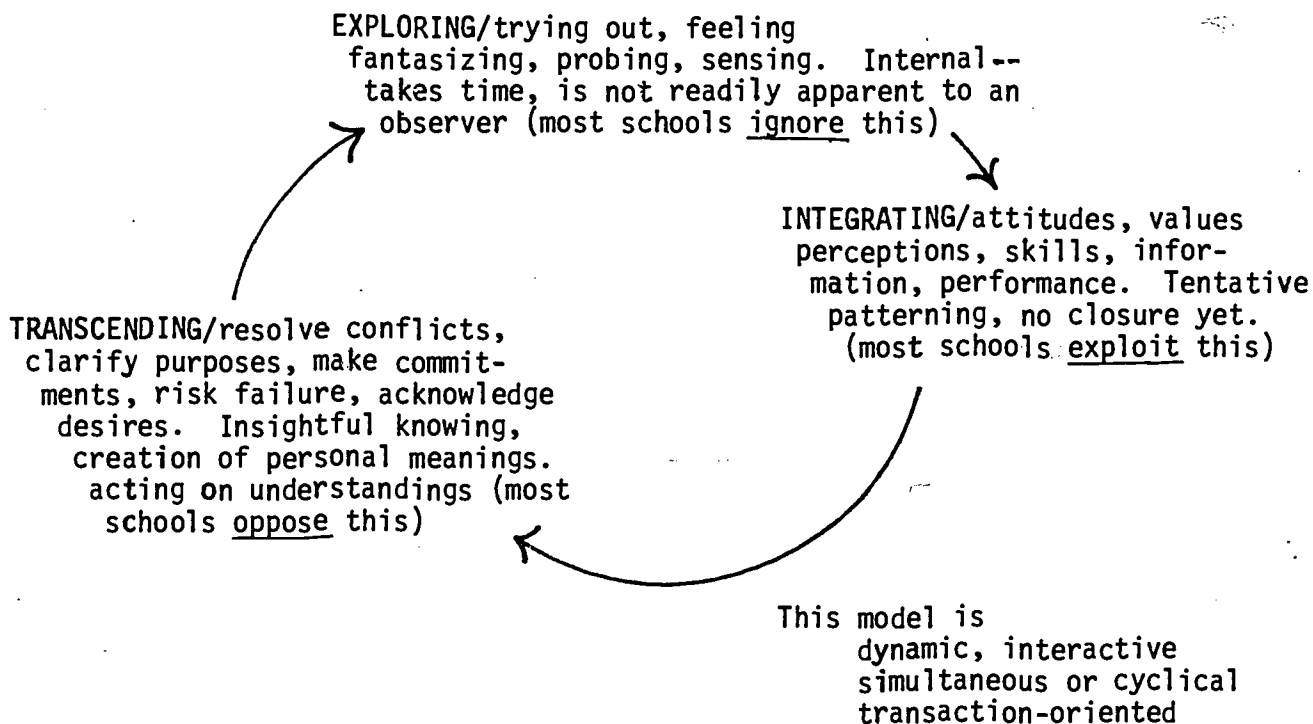 EXPLORING/trying out, feeling
fantasizing, probing, sensing. Internal--
takes time, is not readily apparent to an
observer (most schools ignore this)
INTEGRATING/attitudes, values
perceptions, skills, infor-
mation, performance. Tentative
patterning, no closure yet.
(most schools exploit this)
TRANSCENDING/resolve conflicts,
clarify purposes, make commit-
ments, risk failure, acknowledge
desires. Insightful knowing,
creation of personal meanings.
acting on understandings (most
schools oppose this)
This model is
dynamic, interactive
simultaneous or cyclical
transaction-oriented